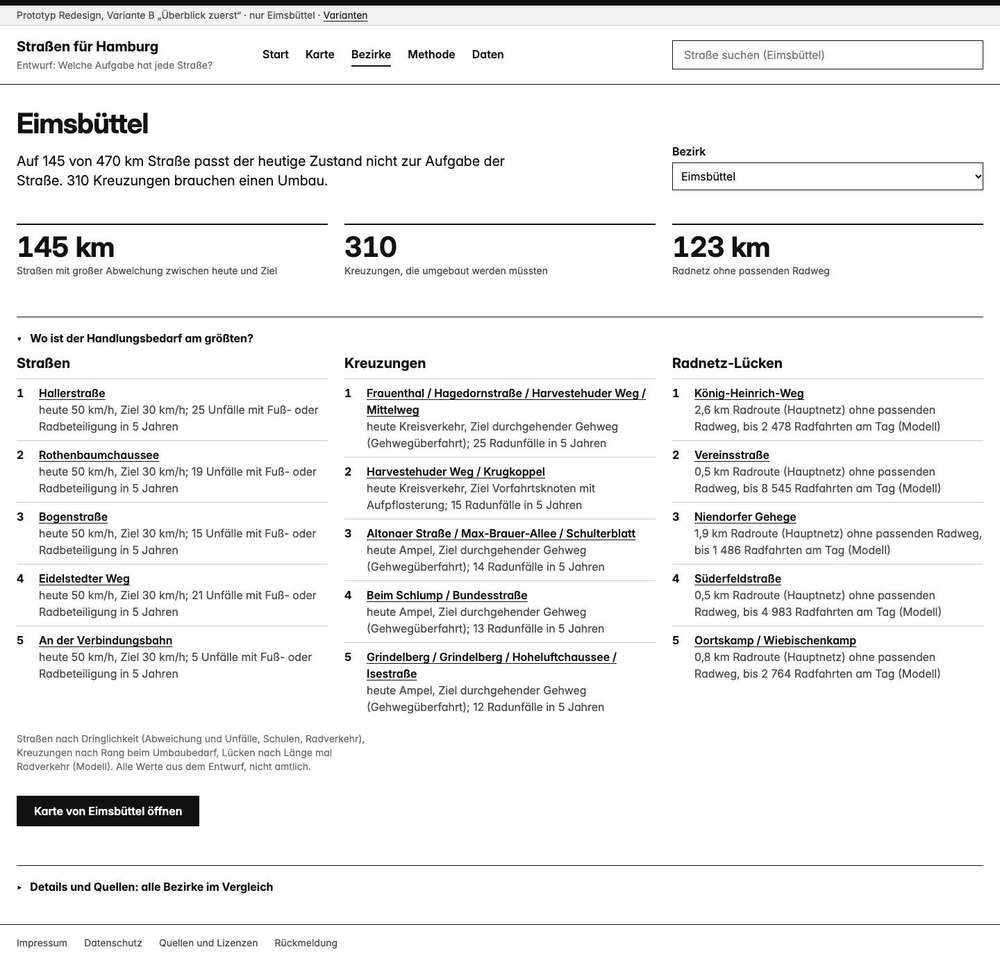 Prototyp Redesign, Variante B „Überblick zuerst“ · nur Eimsbüttel · Varianten
Straßen für Hamburg
Entwurf: Welche Aufgabe hat jede Straße?
Start Karte Bezirke Methode Daten
Straße suchen (Eimsbüttel)
Eimsbüttel
Auf 145 von 470 km Straße passt der heutige Zustand nicht zur Aufgabe der
Straße. 310 Kreuzungen brauchen einen Umbau.
Bezirk
Eimsbüttel
145 km
Straßen mit großer Abweichung zwischen heute und Ziel
310
Kreuzungen, die umgebaut werden müssten
123 km
Radnetz ohne passenden Radweg
Wo ist der Handlungsbedarf am größten?
Straßen
1 Hallerstraße
heute 50 km/h, Ziel 30 km/h; 25 Unfälle mit Fuß- oder
Radbeteiligung in 5 Jahren
2 Rothenbaumchaussee
heute 50 km/h, Ziel 30 km/h; 19 Unfälle mit Fuß- oder
Radbeteiligung in 5 Jahren
3 Bogenstraße
heute 50 km/h, Ziel 30 km/h; 15 Unfälle mit Fuß- oder
Radbeteiligung in 5 Jahren
4 Eidelstedter Weg
heute 50 km/h, Ziel 30 km/h; 21 Unfälle mit Fuß- oder
Radbeteiligung in 5 Jahren
5 An der Verbindungsbahn
heute 50 km/h, Ziel 30 km/h; 5 Unfälle mit Fuß- oder
Radbeteiligung in 5 Jahren
Kreuzungen
1 Frauenthal / Hagedornstraße / Harvestehuder Weg /
Mittelweg
heute Kreisverkehr, Ziel durchgehender Gehweg
(Gehwegüberfahrt); 25 Radunfälle in 5 Jahren
2 Harvestehuder Weg / Krugkoppel
heute Kreisverkehr, Ziel Vorfahrtsknoten mit
Aufpflasterung; 15 Radunfälle in 5 Jahren
3 Altonaer Straße / Max-Brauer-Allee / Schulterblatt
heute Ampel, Ziel durchgehender Gehweg
(Gehwegüberfahrt); 14 Radunfälle in 5 Jahren
4 Beim Schlump / Bundesstraße
heute Ampel, Ziel durchgehender Gehweg
(Gehwegüberfahrt); 13 Radunfälle in 5 Jahren
5 Grindelberg / Grindelberg / Hoheluftchaussee /
Isestraße
heute Ampel, Ziel durchgehender Gehweg
(Gehwegüberfahrt); 12 Radunfälle in 5 Jahren
Radnetz-Lücken
1 König-Heinrich-Weg
2,6 km Radroute (Hauptnetz) ohne passenden
Radweg, bis 2 478 Radfahrten am Tag (Modell)
2 Vereinsstraße
0,5 km Radroute (Hauptnetz) ohne passenden
Radweg, bis 8 545 Radfahrten am Tag (Modell)
3 Niendorfer Gehege
1,9 km Radroute (Hauptnetz) ohne passenden Radweg,
bis 1 486 Radfahrten am Tag (Modell)
4 Süderfeldstraße
0,5 km Radroute (Hauptnetz) ohne passenden
Radweg, bis 4 983 Radfahrten am Tag (Modell)
5 Oortskamp / Wiebischenkamp
0,8 km Radroute (Hauptnetz) ohne passenden
Radweg, bis 2 764 Radfahrten am Tag (Modell)
Straßen nach Dringlichkeit (Abweichung und Unfälle, Schulen, Radverkehr),
Kreuzungen nach Rang beim Umbaubedarf, Lücken nach Länge mal
Radverkehr (Modell). Alle Werte aus dem Entwurf, nicht amtlich.
Karte von Eimsbüttel öffnen
Details und Quellen: alle Bezirke im Vergleich
Impressum Datenschutz Quellen und Lizenzen Rückmeldung